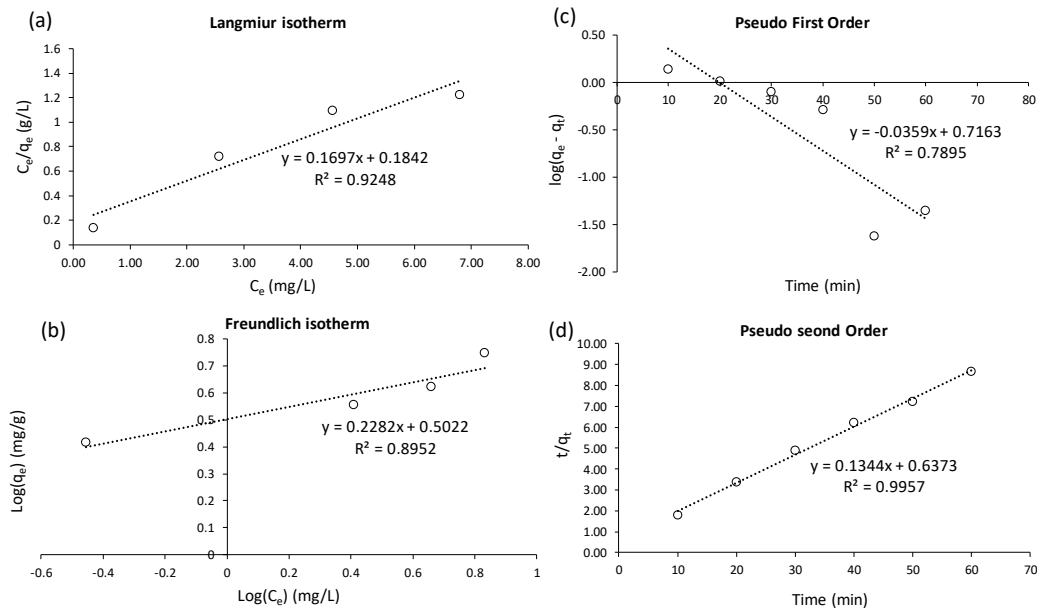 (a)
Langmiur isotherm
Cₑ/qₑ (g/L)
1.6
1.4
1.2
1
0.8
0.6
0.4
0.2
0
y = 0.1697x + 0.1842
R² = 0.9248
0.00 1.00 2.00 3.00 4.00 5.00 6.00 7.00 8.00
Cₑ (mg/L)
(b)
Freundlich isotherm
Log(qₑ) (mg/g)
0.8
0.7
0.6
0.5
0.4
0.3
0.2
0.1
0
y = 0.2282x + 0.5022
R² = 0.8952
-0.6 -0.4 -0.2 0 0.2 0.4 0.6 0.8 1
Log(Cₑ) mg/L)
(c)
Pseudo First Order
log(qₑ - qₜ)
0.50
0.00
-0.50
-1.00
-1.50
-2.00
0 10 20 30 40 50 60 70 80
y = -0.0359x + 0.7163
R² = 0.7895
Time (min)
(d)
Pseudo seond Order
t/qₜ
10.00
9.00
8.00
7.00
6.00
5.00
4.00
3.00
2.00
1.00
0.00
y = 0.1344x + 0.6373
R² = 0.9957
0 10 20 30 40 50 60 70
Time (min)